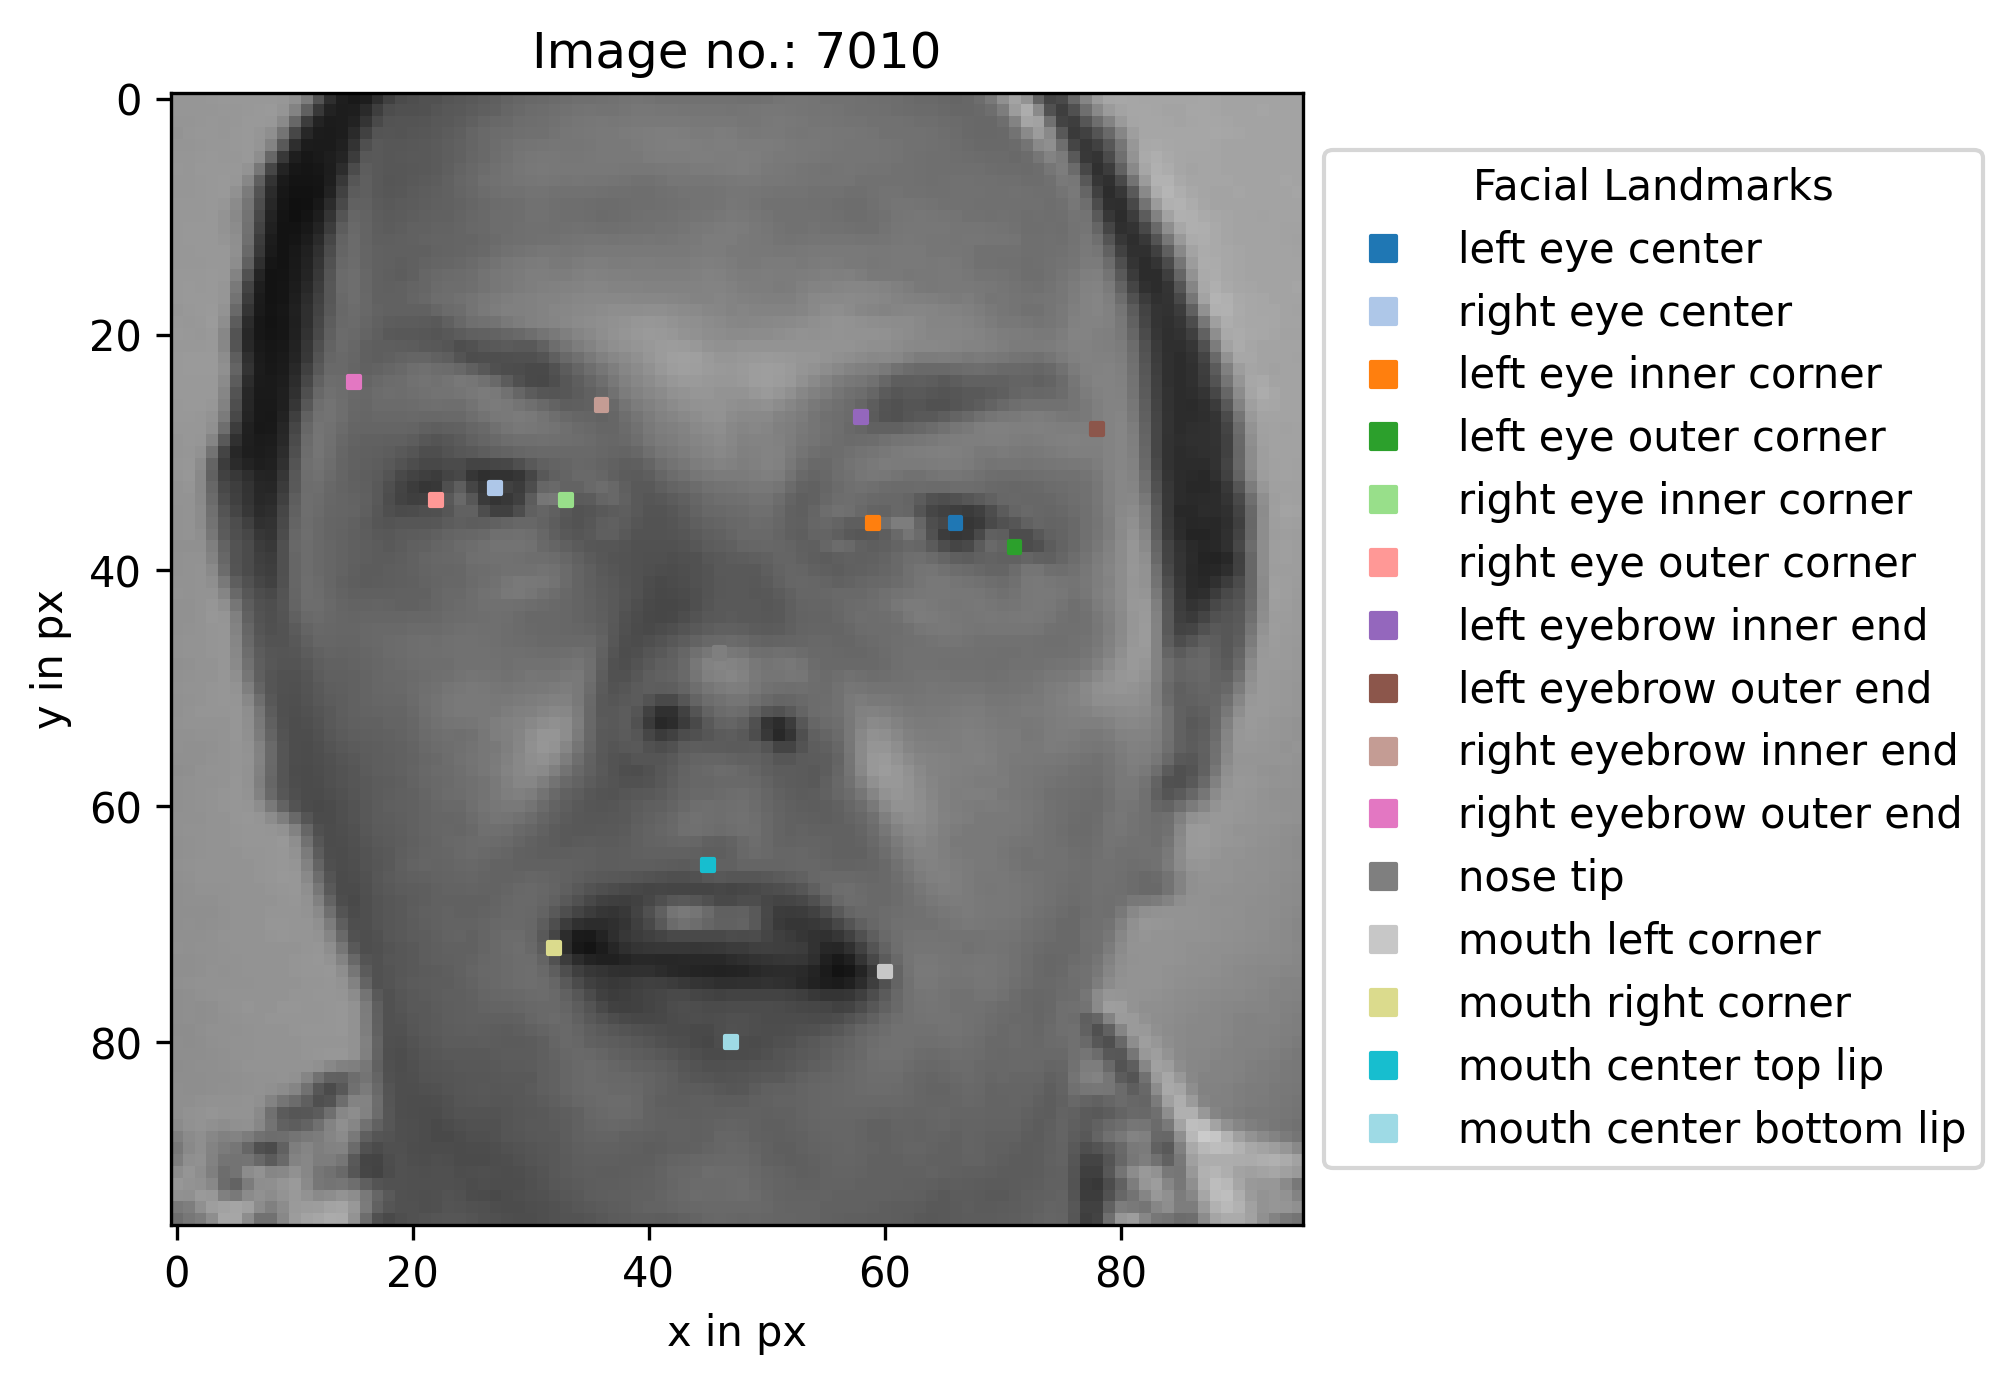 Image no.: 7010
0
20
40
60
80
y in px
0 20 40 60 80
x in px
Facial Landmarks
left eye center
right eye center
left eye inner corner
left eye outer corner
right eye inner corner
right eye outer corner
left eyebrow inner end
left eyebrow outer end
right eyebrow inner end
right eyebrow outer end
nose tip
mouth left corner
mouth right corner
mouth center top lip
mouth center bottom lip